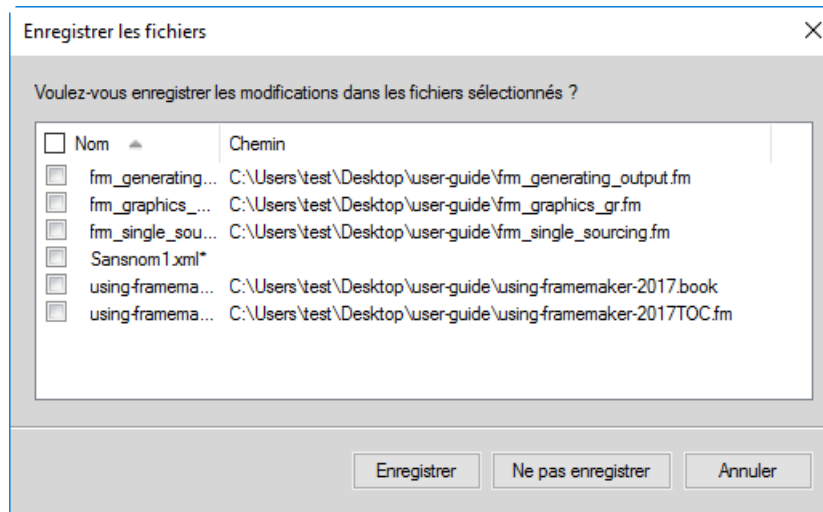 Enregistrer les fichiers
Voulez-vous enregistrer les modifications dans les fichiers sélectionnés ?
Nom Chemin
frm_generating... C:\Users\test\Desktop\user-guide\frm_generating_output.fm
frm_graphics_... C:\Users\test\Desktop\user-guide\frm_graphics_gr.fm
frm_single_sou... C:\Users\test\Desktop\user-guide\frm_single_sourcing.fm
Sansnom1.xml*
using-framema... C:\Users\test\Desktop\user-guide\using-framemaker-2017.book
using-framema... C:\Users\test\Desktop\user-guide\using-framemaker-2017TOC.fm
Enregistrer Ne pas enregistrer Annuler